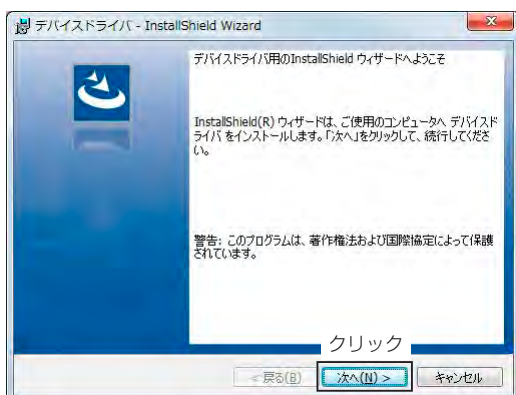 デバイスドライバ - InstallShield Wizard
デバイスドライバ用のInstallShield ウィザードへようこそ
InstallShield(R) ウィザードは、ご使用のコンピュータへ デバイスド
ライバ をインストールします。「次へ」をクリックして、続行してくださ
い。
警告: このプログラムは、著作権法および国際協定によって保護
されています。
クリック
< 戻る(B)
次へ(N) >
キャンセル